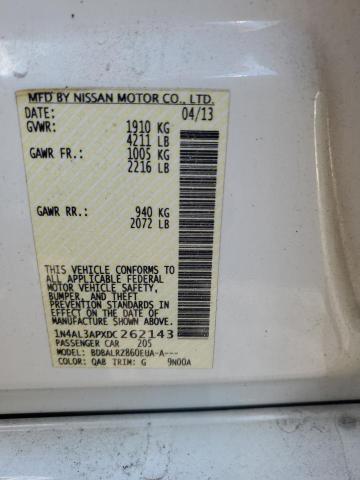 MFD BY NISSAN MOTOR CO., LTD.
DATE: 04/13
GVWR: 1910 KG
4211 LB
GAWR FR.: 1005 KG
2216 LB
GAWR RR.: 940 KG
2072 LB
THIS VEHICLE CONFORMS TO
ALL APPLICABLE FEDERAL
MOTOR VEHICLE SAFETY,
BUMPER, AND THEFT
PREVENTION STANDARDS IN
EFFECT ON THE DATE OF
MANUFACTURE SHOWN ABOVE.
1N4AL3APXDC262143
PASSENGER CAR 205
MODEL: BDBALR2B60EUA-A---
COLOR: QAB TRIM: G 9N00A